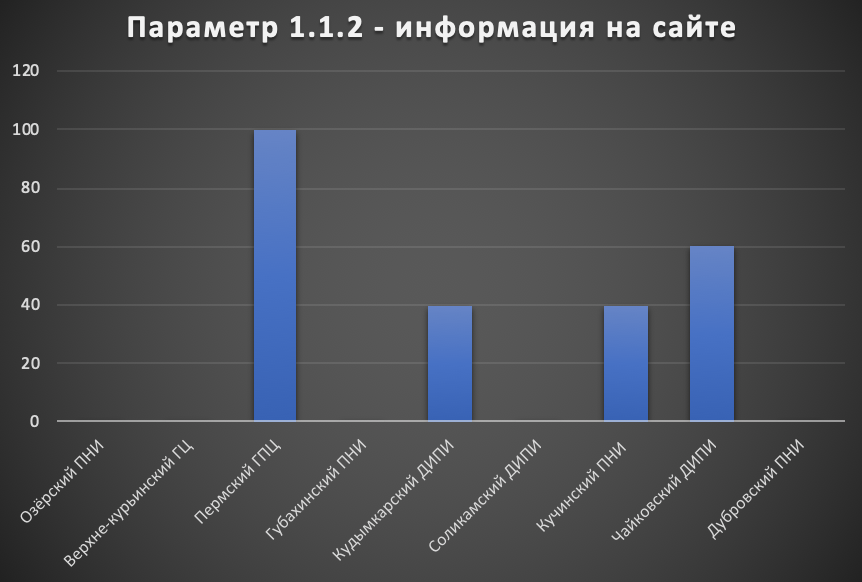 Параметр 1.1.2 - информация на сайте
120
100
80
60
40
20
0
Озёрский ПНИ
Верхне-курьинский ГЦ
Пермский ГПЦ
Губахинский ПНИ
Кудымкарский ДИПИ
Соликамский ДИПИ
Кучинский ПНИ
Чайковский ДИПИ
Дубровский ПНИ